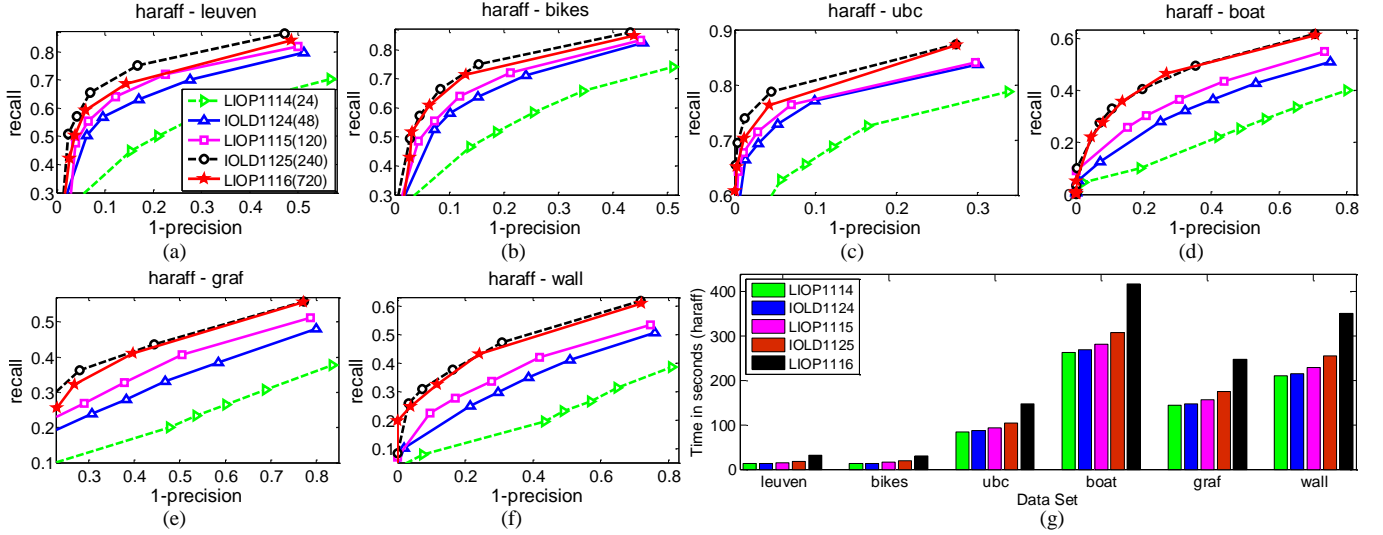 haraff - leuven
recall
0.8
0.7
0.6
0.5
0.4
0.3
0 0.1 0.2 0.3 0.4 0.5
1-precision
LIOP1114(24)
IOLD1124(48)
LIOP1115(120)
IOLD1125(240)
LIOP1116(720)
(a)
haraff - bikes
recall
0.8
0.7
0.6
0.5
0.4
0.3
0 0.1 0.2 0.3 0.4 0.5
1-precision
(b)
haraff - ubc
recall
0.9
0.8
0.7
0.6
0 0.1 0.2 0.3
1-precision
(c)
haraff - boat
recall
0.6
0.4
0.2
0
0 0.2 0.4 0.6 0.8
1-precision
(d)
haraff - graf
recall
0.5
0.4
0.3
0.2
0.1
0.3 0.4 0.5 0.6 0.7 0.8
1-precision
(e)
haraff - wall
recall
0.6
0.5
0.4
0.3
0.2
0.1
0 0.2 0.4 0.6 0.8
1-precision
(f)
Time in seconds (haraff)
400
300
200
100
0
LIOP1114
IOLD1124
LIOP1115
IOLD1125
LIOP1116
leuven bikes ubc boat graf wall
Data Set
(g)